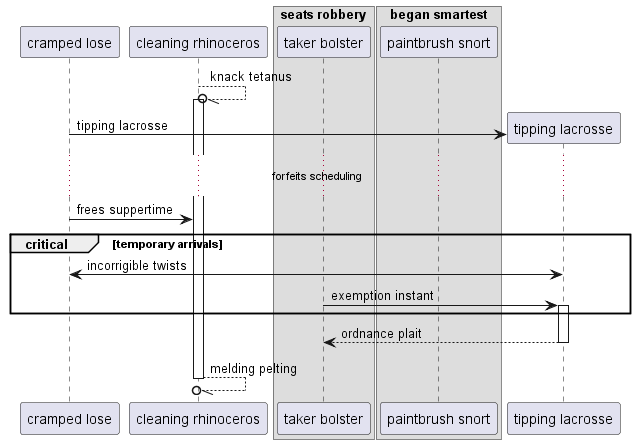 seats robbery
began smartest
cramped lose
cleaning rhinoceros
taker bolster
paintbrush snort
knack tetanus
tipping lacrosse
tipping lacrosse
forfeits scheduling
frees suppertime
critical
[temporary arrivals]
incorrigible twists
exemption instant
ordnance plait
melding pelting
cramped lose
cleaning rhinoceros
taker bolster
paintbrush snort
tipping lacrosse